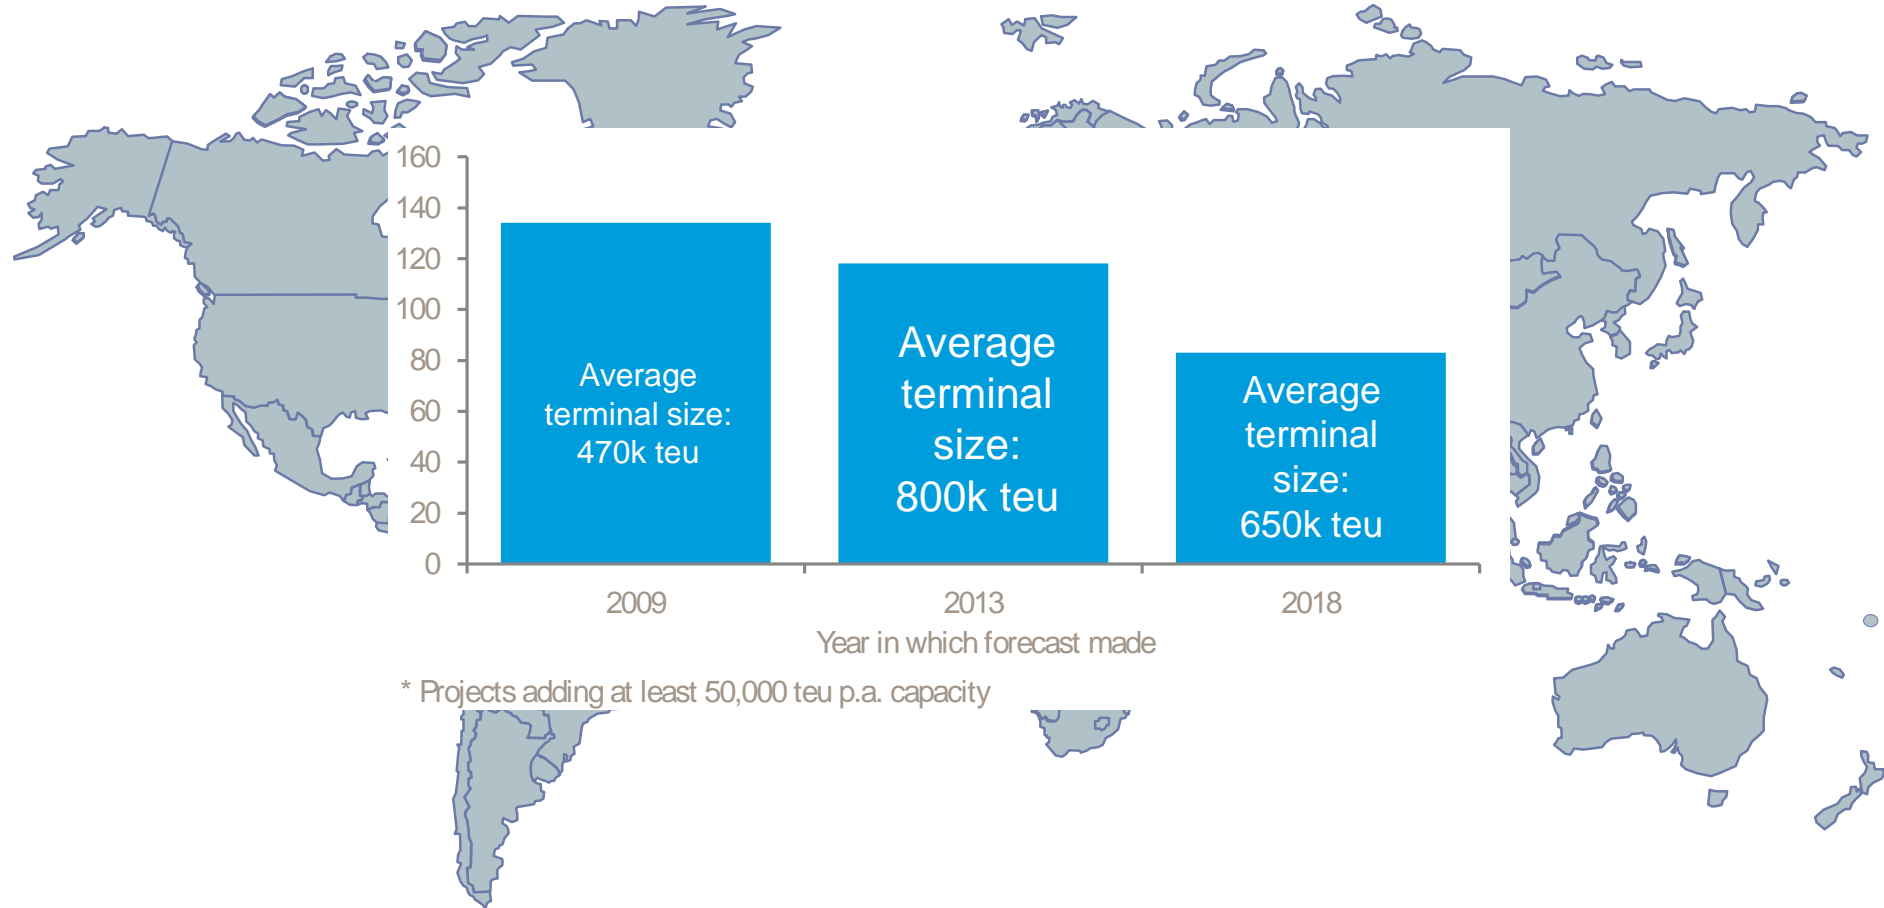 160
140
120
100
80
60
40
20
0
Average
terminal size:
470k teu
Average
terminal
size:
800k teu
Average
terminal
size:
650k teu
2009
2013
2018
Year in which forecast made
* Projects adding at least 50,000 teu p.a. capacity